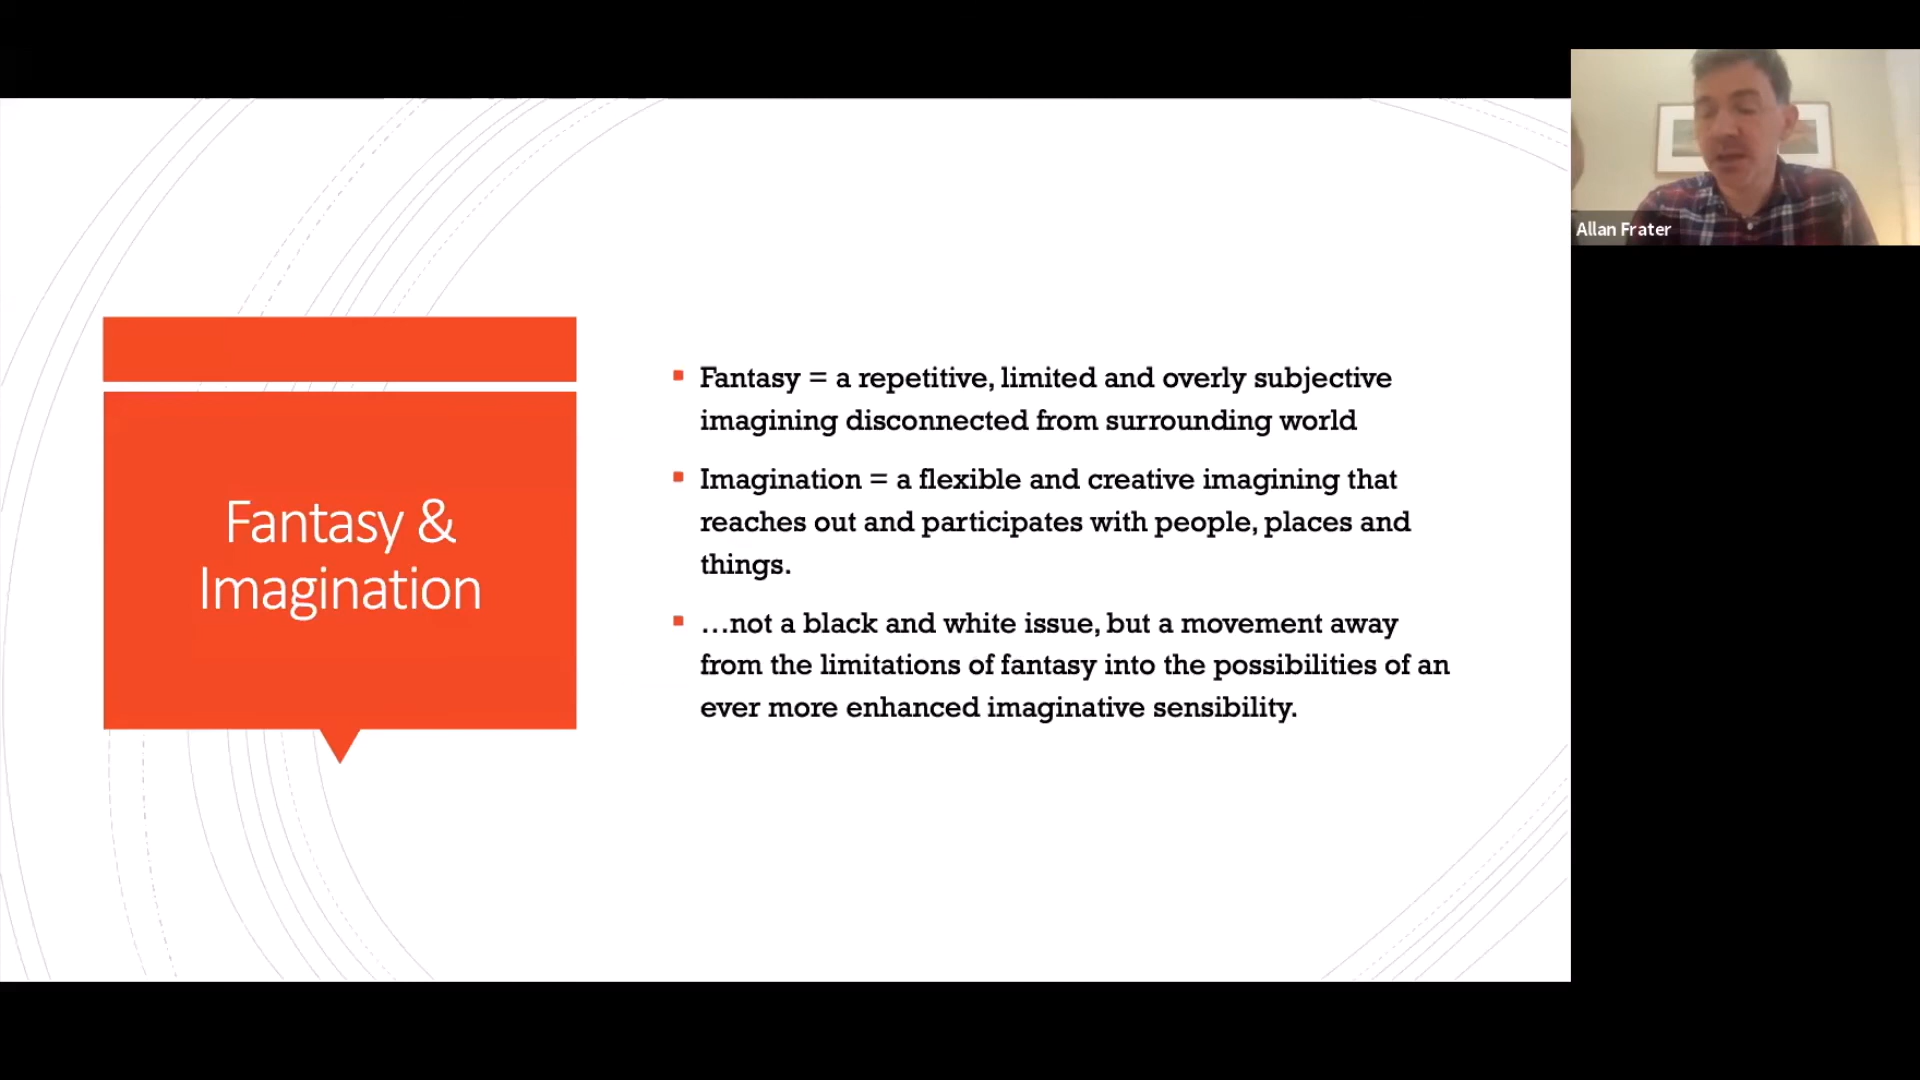 Fantasy &
Imagination
Fantasy = a repetitive, limited and overly subjective
imagining disconnected from surrounding world
Imagination = a flexible and creative imagining that
reaches out and participates with people, places and
things.
…not a black and white issue, but a movement away
from the limitations of fantasy into the possibilities of an
ever more enhanced imaginative sensibility.
Allan Frater